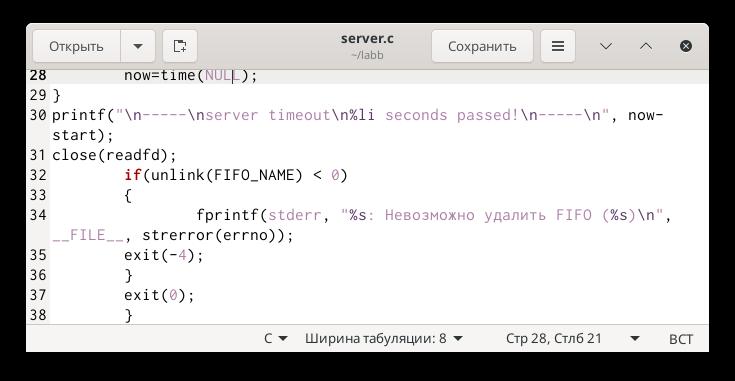 Открыть
server.c
~/labb
Сохранить
28 now=time(NULL);
29 }
30 printf("\n-----\nserver timeout\n%li seconds passed!\n-----\n", now-
start);
31 close(readfd);
32 if(unlink(FIFO_NAME) < 0)
33 {
34 fprintf(stderr, "%s: Невозможно удалить FIFO (%s)\n",
__FILE__, strerror(errno));
35 exit(-4);
36 }
37 exit(0);
38 }
C Ширина табуляции: 8 Стр 28, Стлб 21 ВСТ